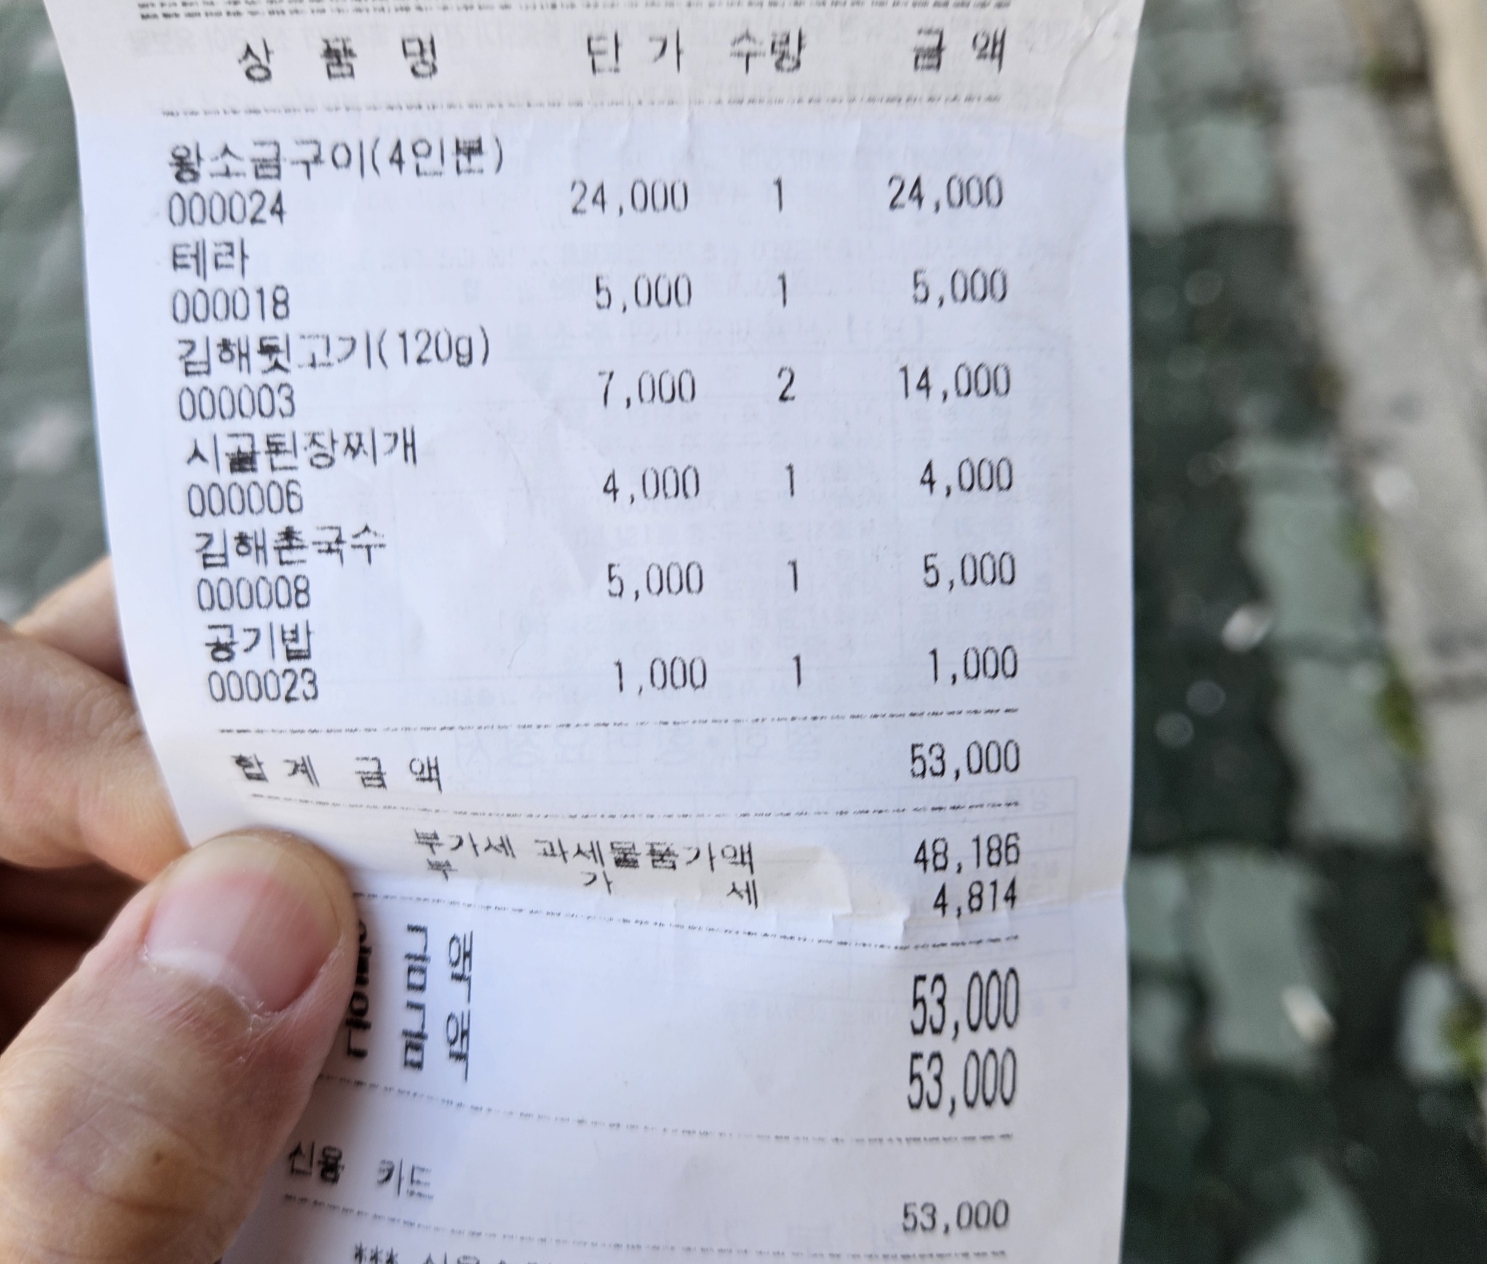 상 품 명 단 가 수량 금 액
왕소금구이(4인분)
000024 24,000 1 24,000
테라
000018 5,000 1 5,000
김해뒷고기(120g)
000003 7,000 2 14,000
시골된장찌개
000006 4,000 1 4,000
김해촌국수
000008 5,000 1 5,000
공기밥
000023 1,000 1 1,000
합 계 금 액 53,000
부가세 과세물품가액 48,186
부 가 세 4,814
금 액 53,000
금 액 53,000
신용 카드
53,000
***